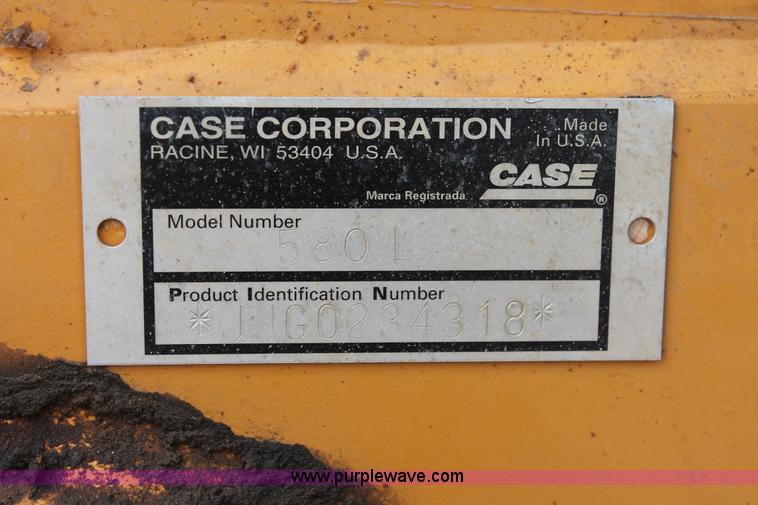 CASE CORPORATION
RACINE, WI 53404 U.S.A.
Made
In U.S.A.
Marca Registrada
CASE ®
Model Number
580 L
Product Identification Number
*JJG0234318*
www.purplewave.com